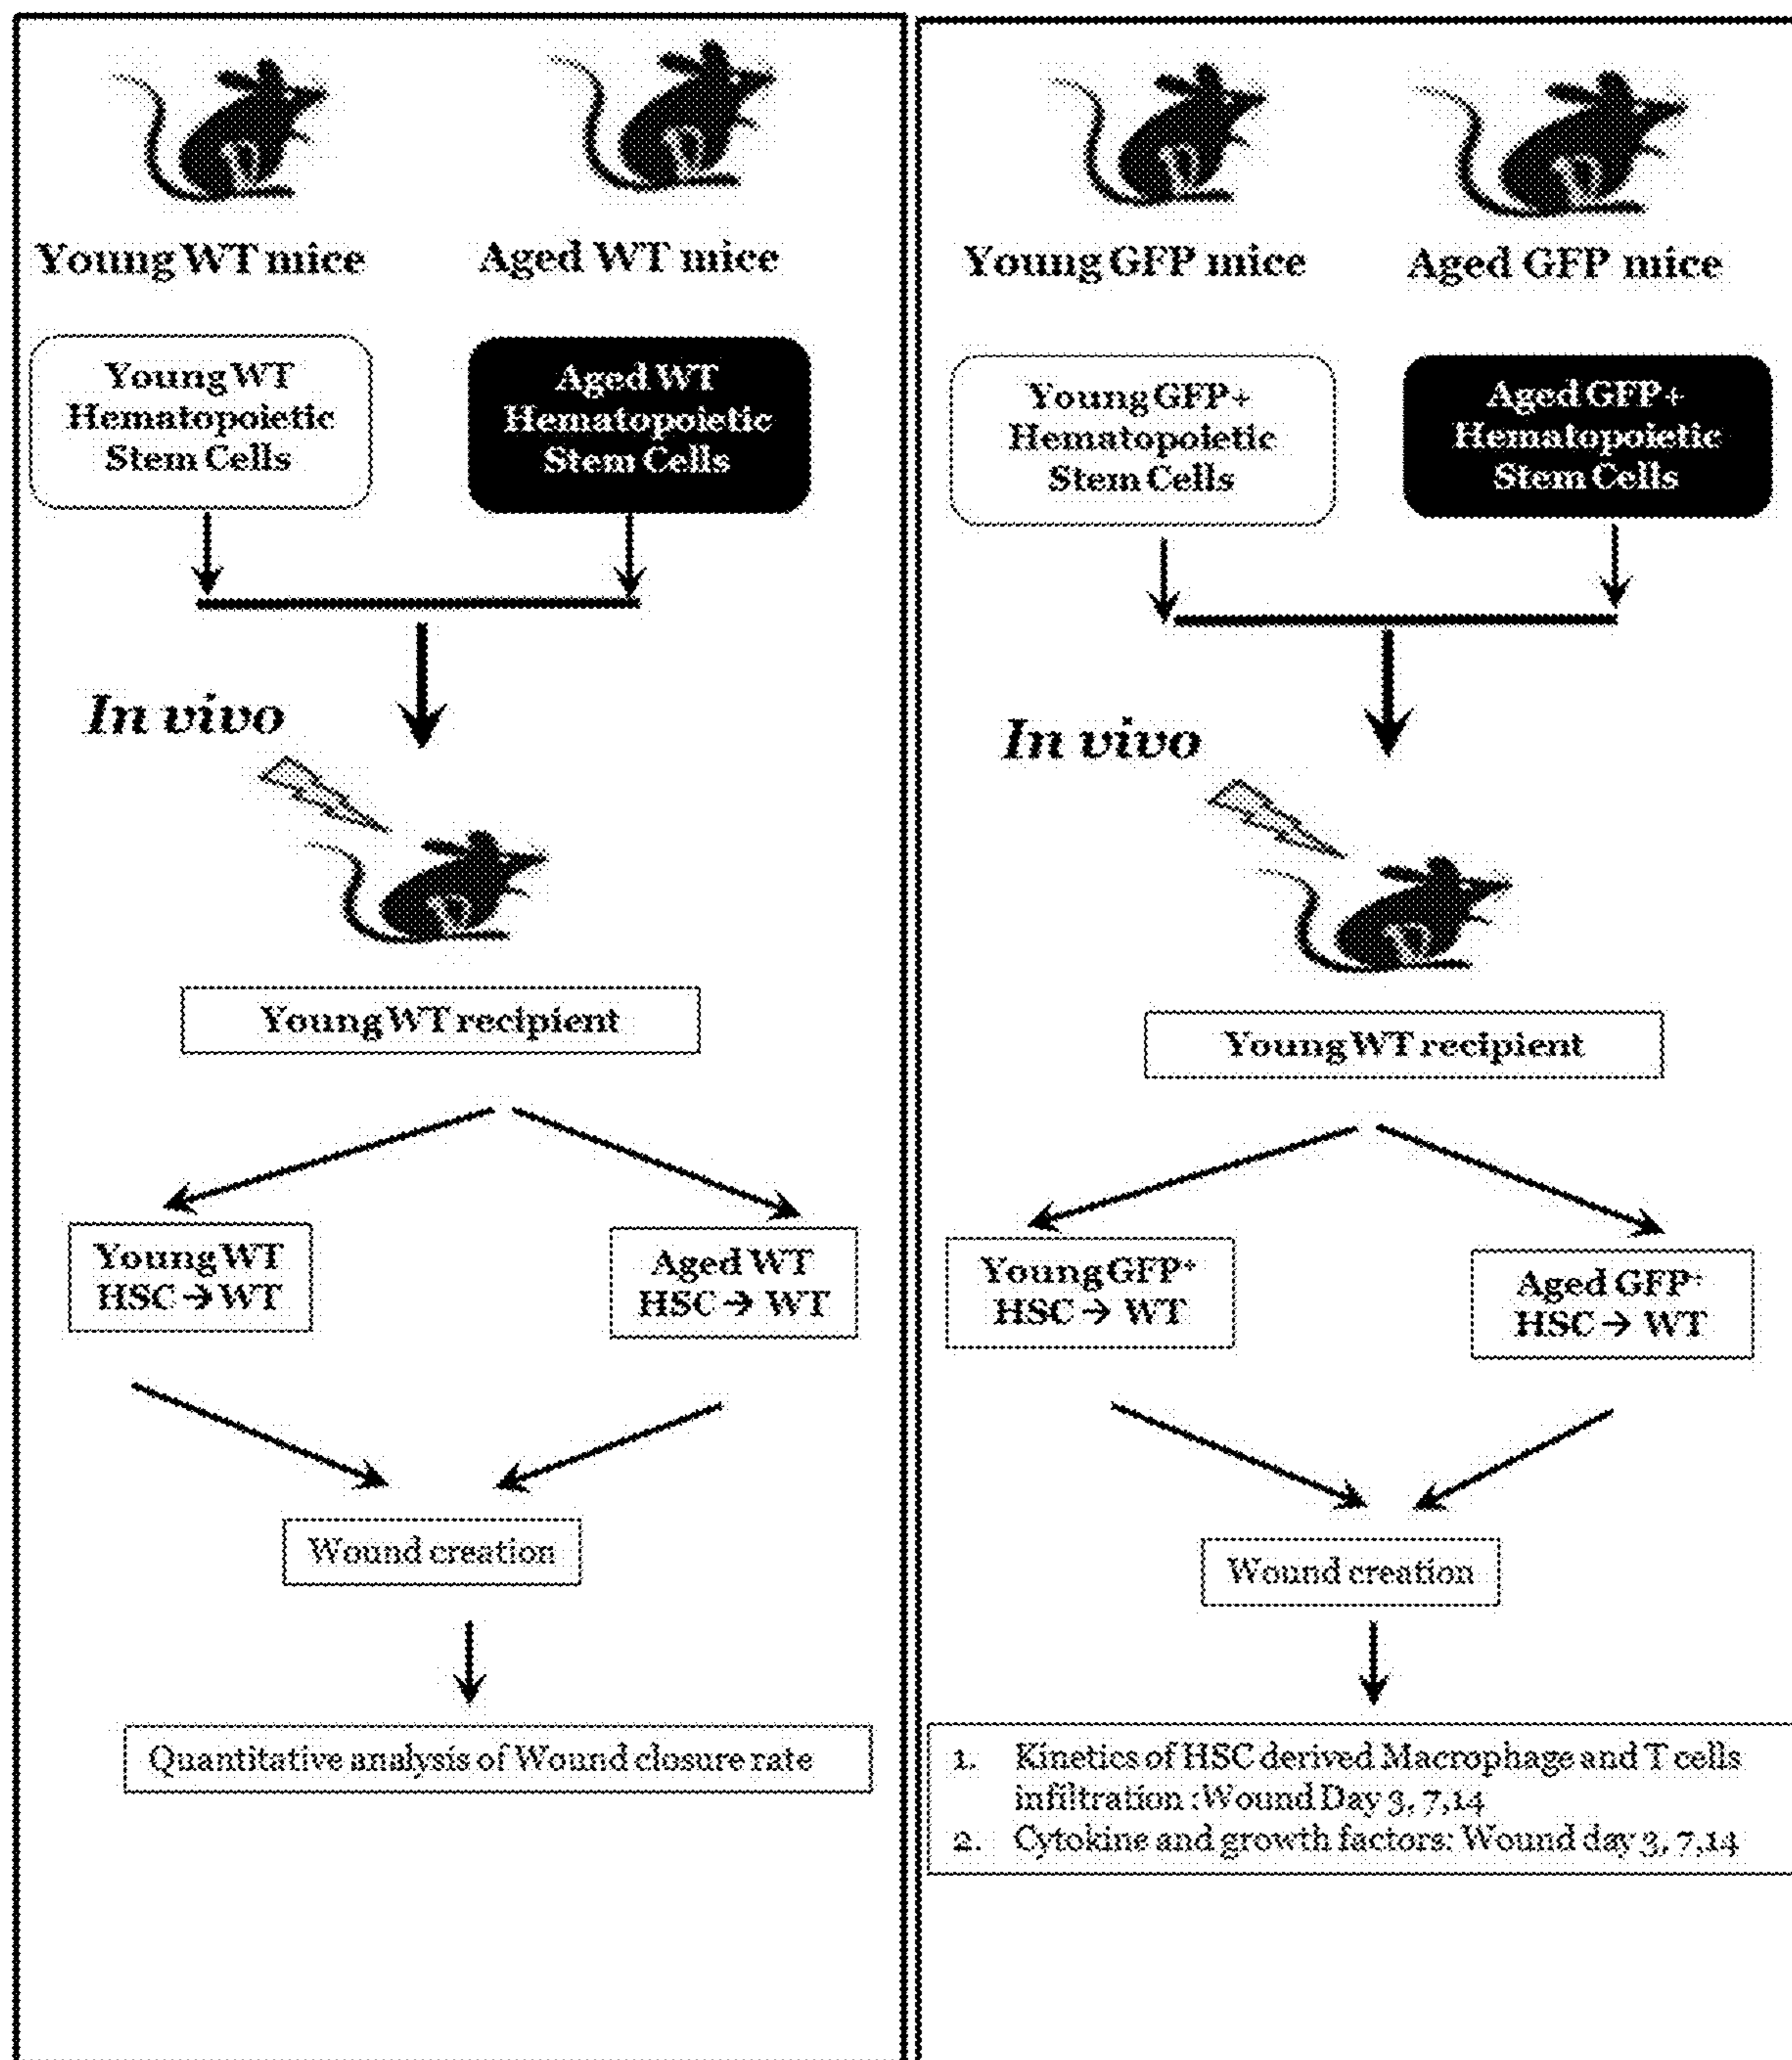 Young WT mice
Aged WT mice
Young WT
Hematopoietic
Stem Cells
Aged WT
Hematopoietic
Stem Cells
In vivo
Young WT recipient
Young WT
HSC → WT
Aged WT
HSC → WT
Wound creation
Quantitative analysis of Wound closure rate
Young GFP mice
Aged GFP mice
Young GFP+
Hematopoietic
Stem Cells
Aged GFP+
Hematopoietic
Stem Cells
In vivo
Young WT recipient
Young GFP⁺
HSC → WT
Aged GFP⁺
HSC → WT
Wound creation
1. Kinetics of HSC derived Macrophage and T cells
infiltration :Wound Day 3, 7,14
2. Cytokine and growth factors: Wound day 3, 7,14